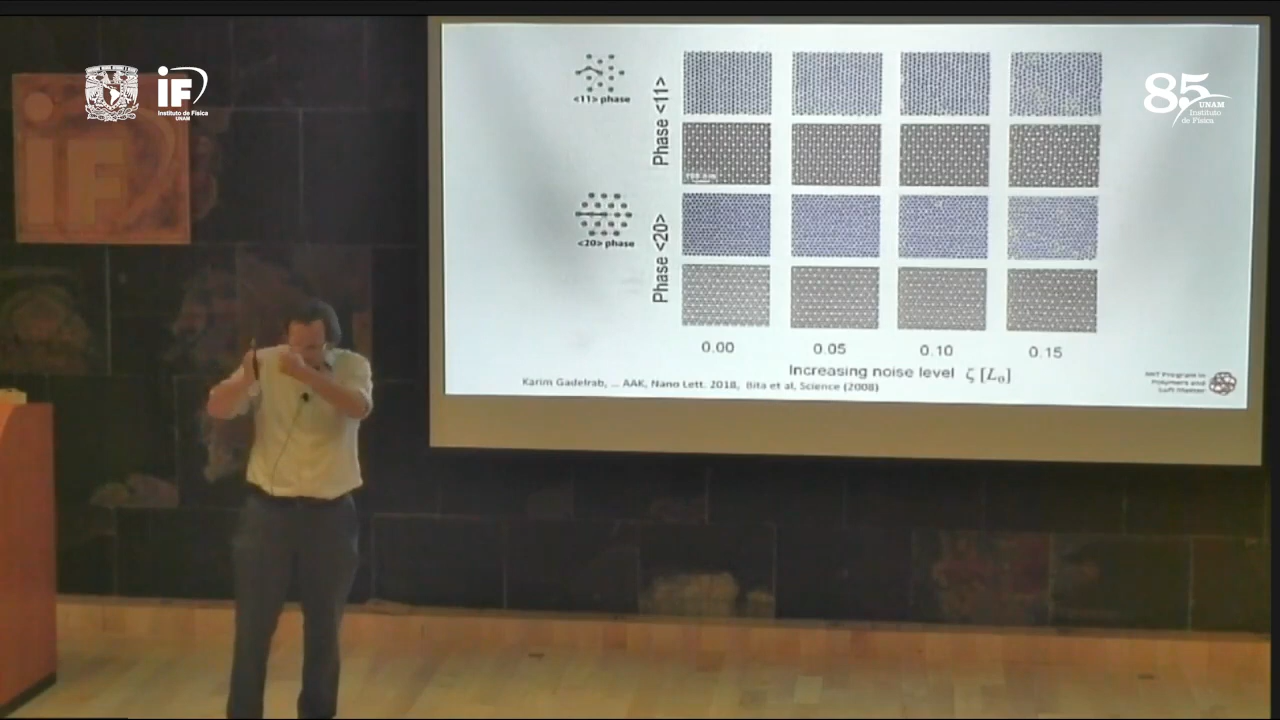 iF
Instituto de Física
UNAM
85
UNAM
Instituto
de Física
iF
<11> phase
Phase <11>
<20> phase
Phase <20>
0.00
0.05
0.10
0.15
Increasing noise level ζ [L₀]
Karim Gadelrab, ... AAK, Nano Lett. 2018, Bita et al, Science (2008)
MIT Program in
Polymers and
Soft Matter